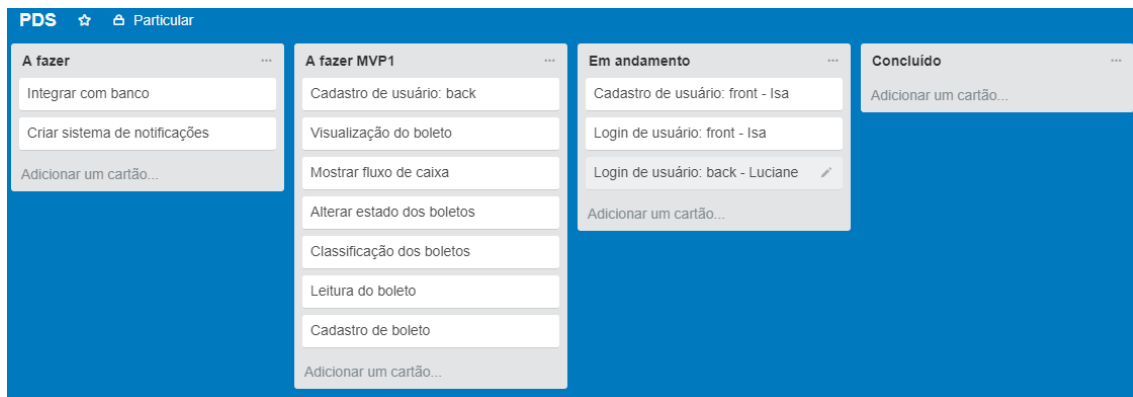 PDS Particular
A fazer
Integrar com banco
Criar sistema de notificações
Adicionar um cartão...
A fazer MVP1
Cadastro de usuário: back
Visualização do boleto
Mostrar fluxo de caixa
Alterar estado dos boletos
Classificação dos boletos
Leitura do boleto
Cadastro de boleto
Adicionar um cartão...
Em andamento
Cadastro de usuário: front - Isa
Login de usuário: front - Isa
Login de usuário: back - Luciane
Adicionar um cartão...
Concluído
Adicionar um cartão...